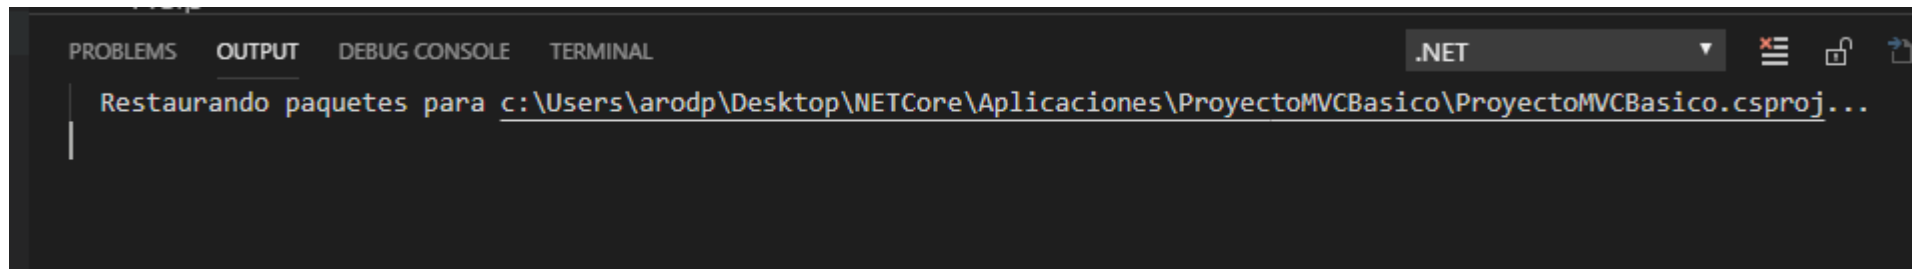 PROBLEMS OUTPUT DEBUG CONSOLE TERMINAL .NET
Restaurando paquetes para c:\Users\arodp\Desktop\NETCore\Aplicaciones\ProyectoMVCBasico\ProyectoMVCBasico.csproj...